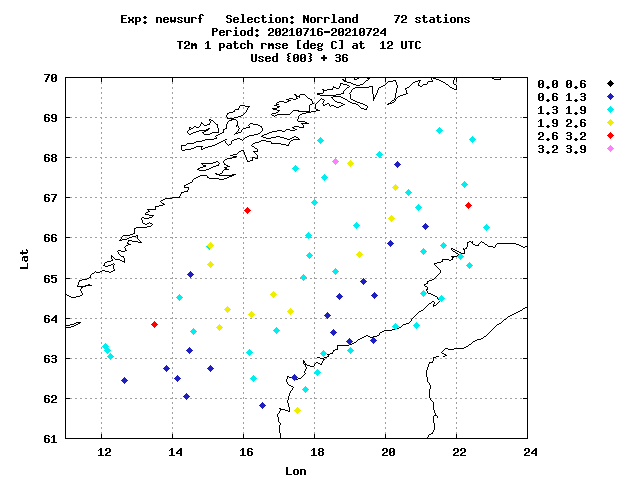 Exp: newsurf   Selection: Norrland     72 stations
Period: 20210716-20210724
T2m 1 patch rmse [deg C] at  12 UTC
Used {00} + 36
0.0 0.6
0.6 1.3
1.3 1.9
1.9 2.6
2.6 3.2
3.2 3.9
70
69
68
67
66
65
64
63
62
61
Lat
12 14 16 18 20 22 24
Lon